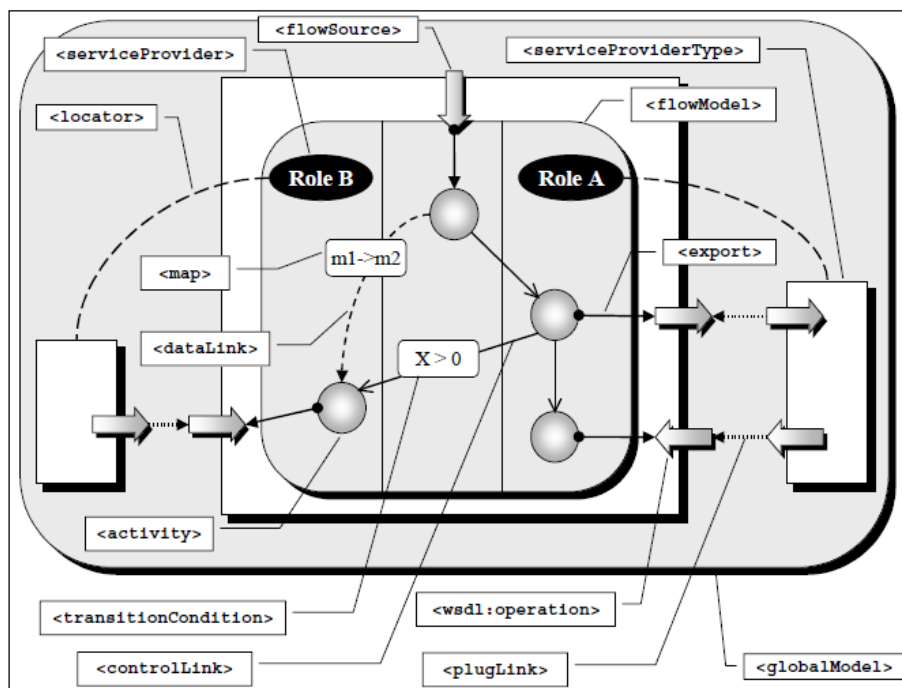 <flowSource>
<serviceProvider>
<serviceProviderType>
<flowModel>
<locator>
Role B
Role A
<export>
<map>
m1->m2
<dataLink>
X > 0
<activity>
<transitionCondition>
<wsdl:operation>
<controlLink>
<plugLink>
<globalModel>